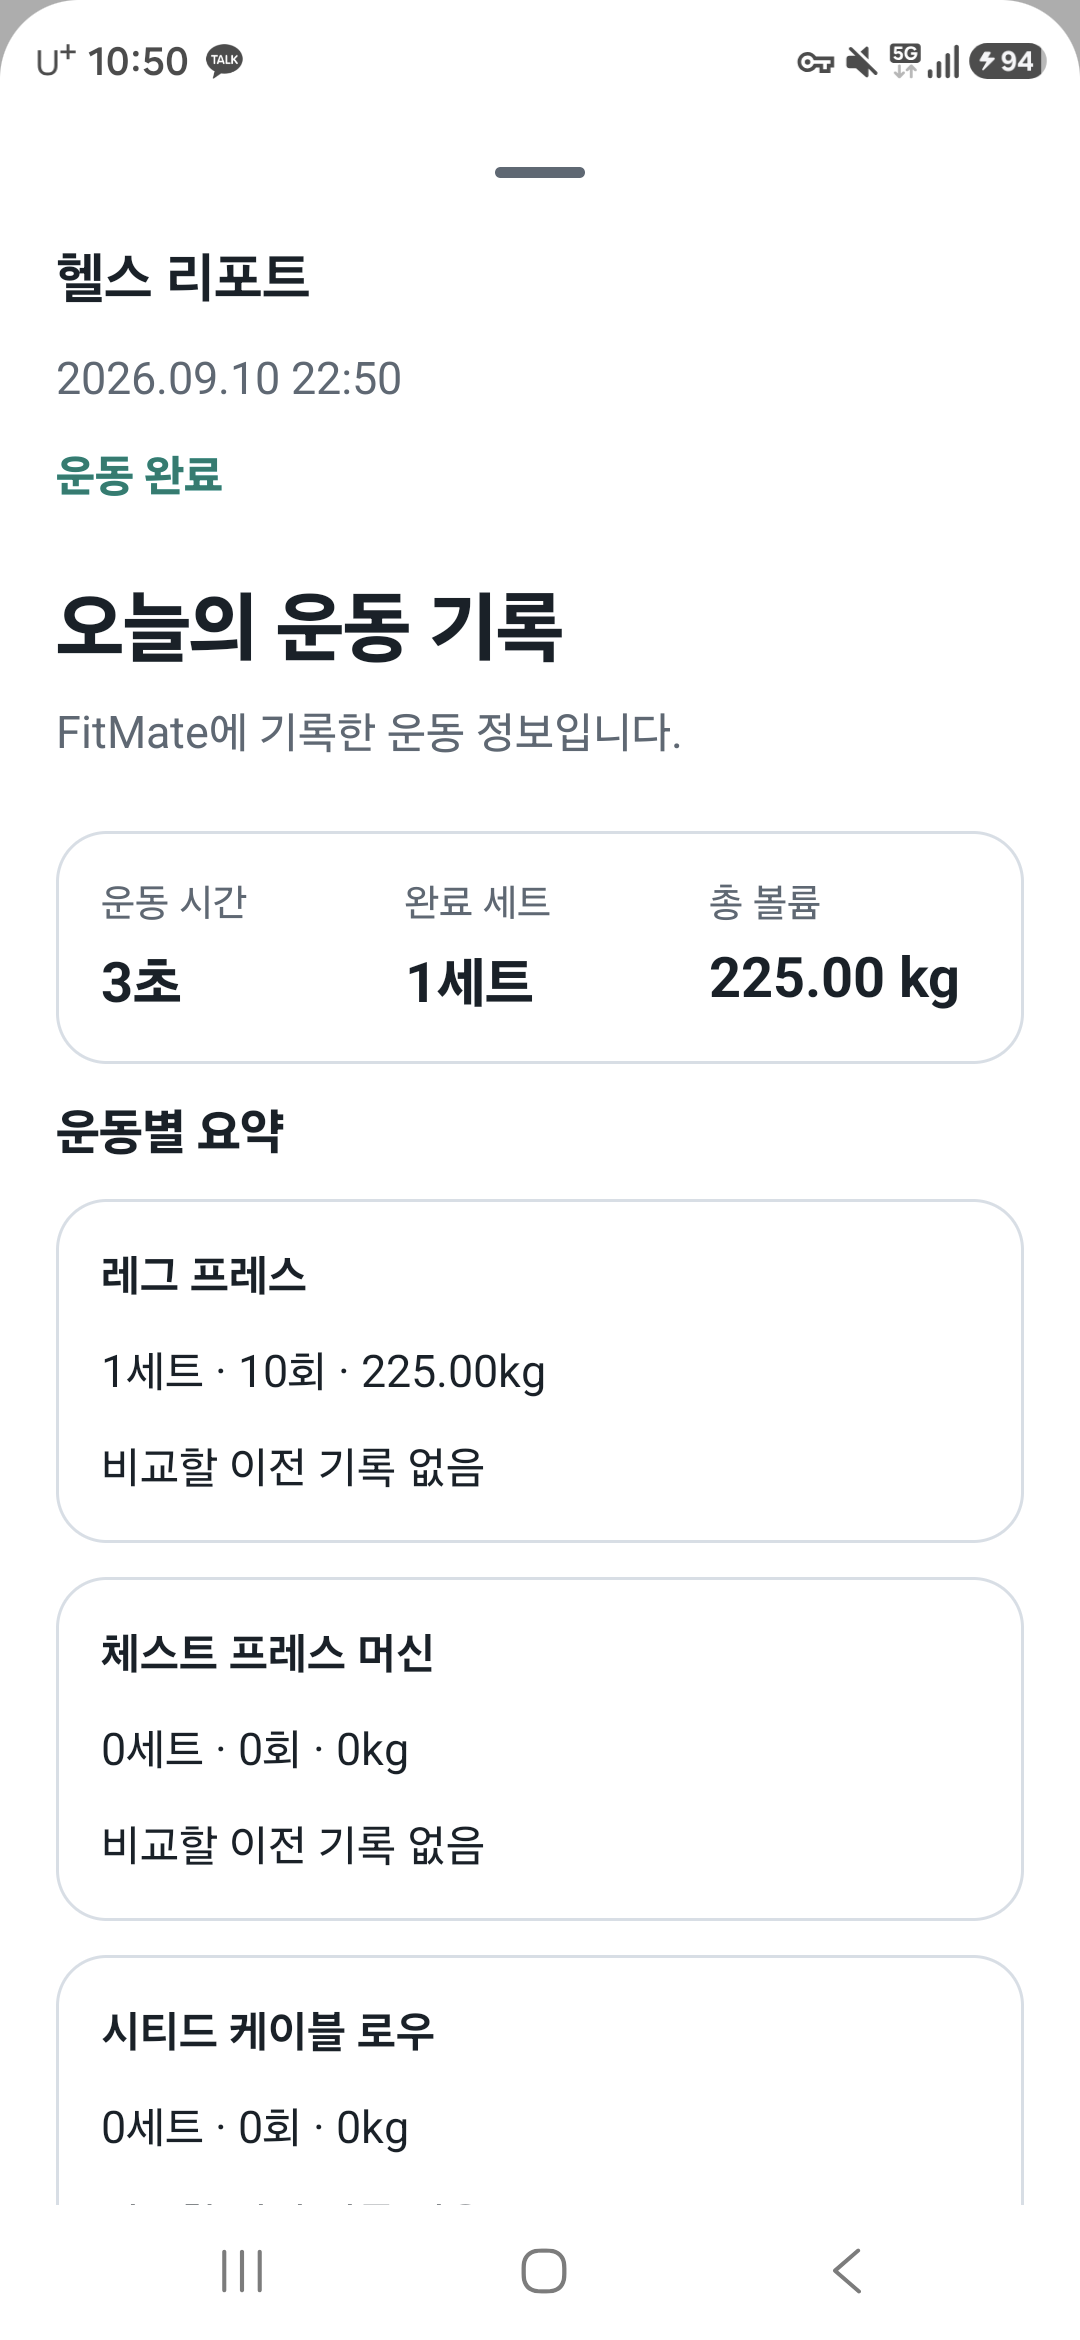 U+ 10:50 TALK 5G 94
헬스 리포트
2026.09.10 22:50
운동 완료
오늘의 운동 기록
FitMate에 기록한 운동 정보입니다.
운동 시간 완료 세트 총 볼륨
3초 1세트 225.00 kg
운동별 요약
레그 프레스
1세트 · 10회 · 225.00kg
비교할 이전 기록 없음
체스트 프레스 머신
0세트 · 0회 · 0kg
비교할 이전 기록 없음
시티드 케이블 로우
0세트 · 0회 · 0kg